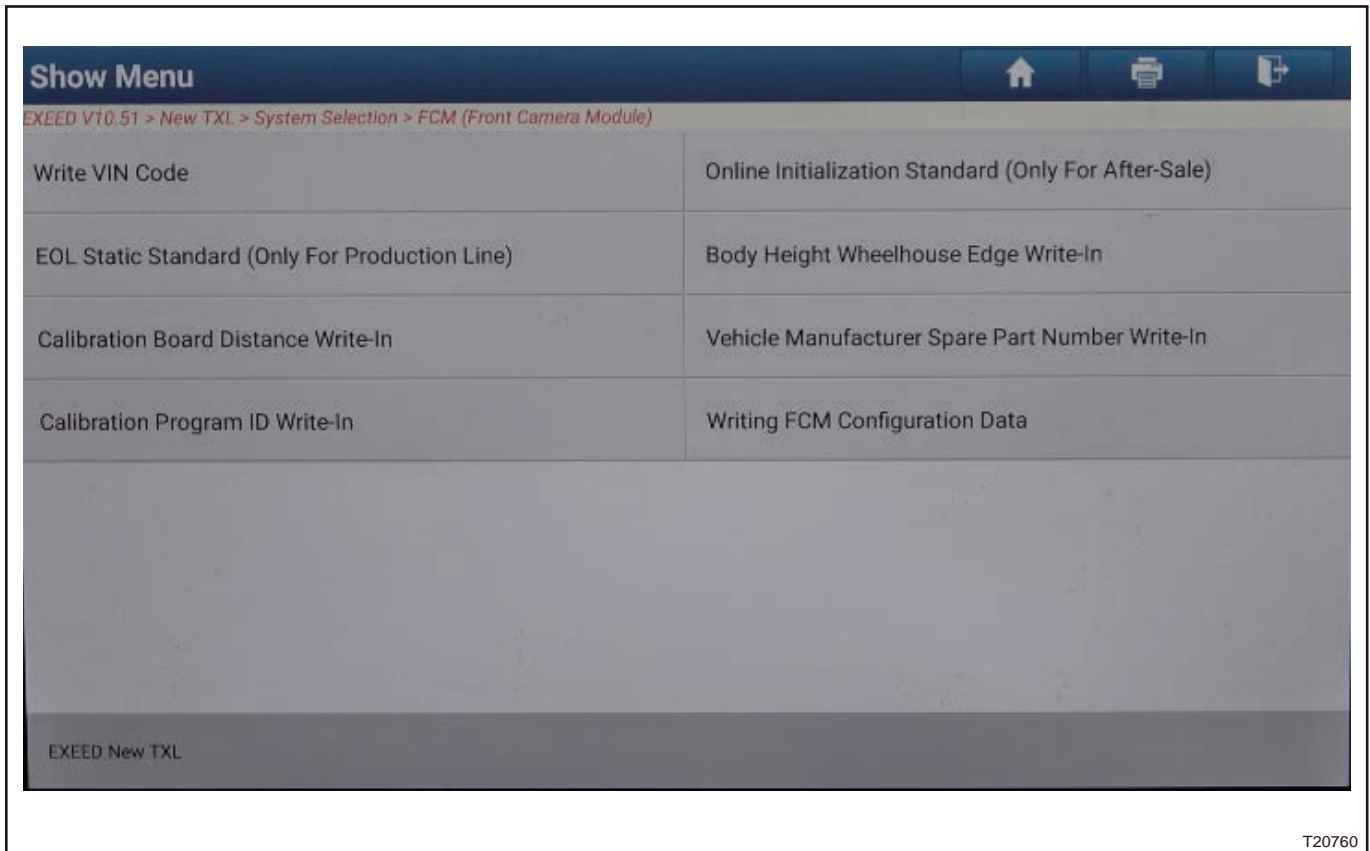 Show Menu
EXEED V10.51 > New TXL > System Selection > FCM (Front Camera Module)
Write VIN Code
Online Initialization Standard (Only For After-Sale)
EOL Static Standard (Only For Production Line)
Body Height Wheelhouse Edge Write-In
Calibration Board Distance Write-In
Vehicle Manufacturer Spare Part Number Write-In
Calibration Program ID Write-In
Writing FCM Configuration Data
EXEED New TXL
T20760